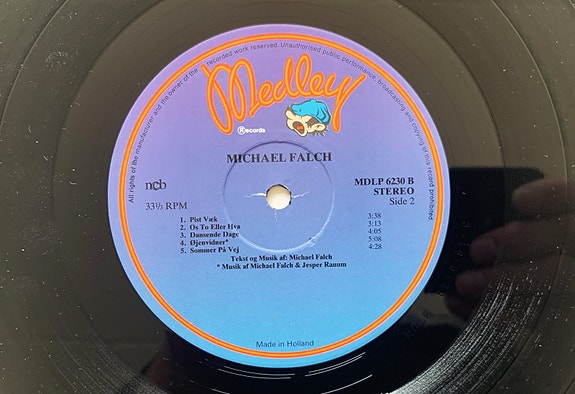 All rights of the manufacturer and the owner of the recorded work reserved. Unauthorised public performance, broadcasting and copying of this record prohibited.
Medley
Records
MICHAEL FALCH
ncb
33⅓ RPM
MDLP 6230 B
STEREO
Side 2
1. Pist Væk 3:38
2. Os To Eller Hva 3:13
3. Dansende Dage 4:05
4. Øjenvidner* 5:08
5. Sommer På Vej 4:28
Tekst og Musik af: Michael Falch
* Musik af Michael Falch & Jesper Ranum
Made in Holland